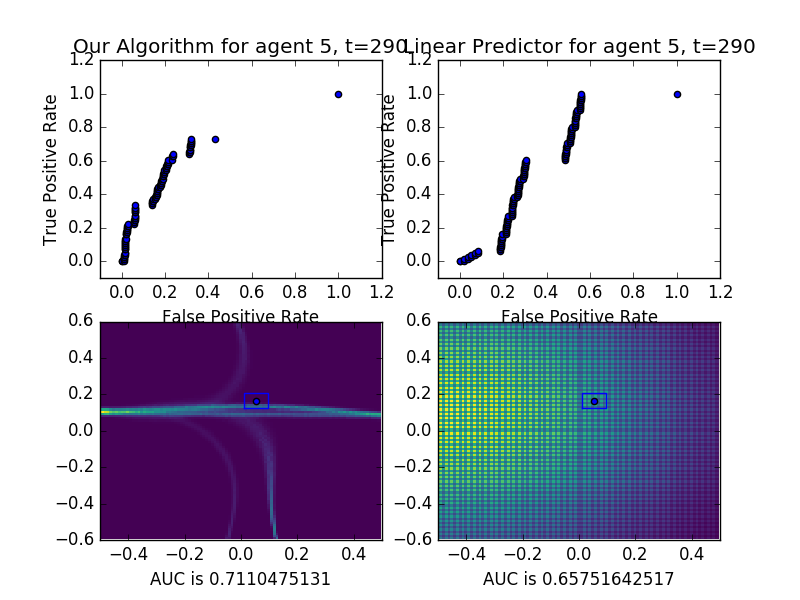 Our Algorithm for agent 5, t=290
Linear Predictor for agent 5, t=290
1.2
1.0
0.8
0.6
0.4
0.2
0.0
True Positive Rate
0.0 0.2 0.4 0.6 0.8 1.0 1.2
False Positive Rate
1.2
1.0
0.8
0.6
0.4
0.2
0.0
True Positive Rate
0.0 0.2 0.4 0.6 0.8 1.0 1.2
False Positive Rate
0.6
0.4
0.2
0.0
−0.2
−0.4
−0.6
−0.4 −0.2 0.0 0.2 0.4
AUC is 0.7110475131
0.6
0.4
0.2
0.0
−0.2
−0.4
−0.6
−0.4 −0.2 0.0 0.2 0.4
AUC is 0.65751642517